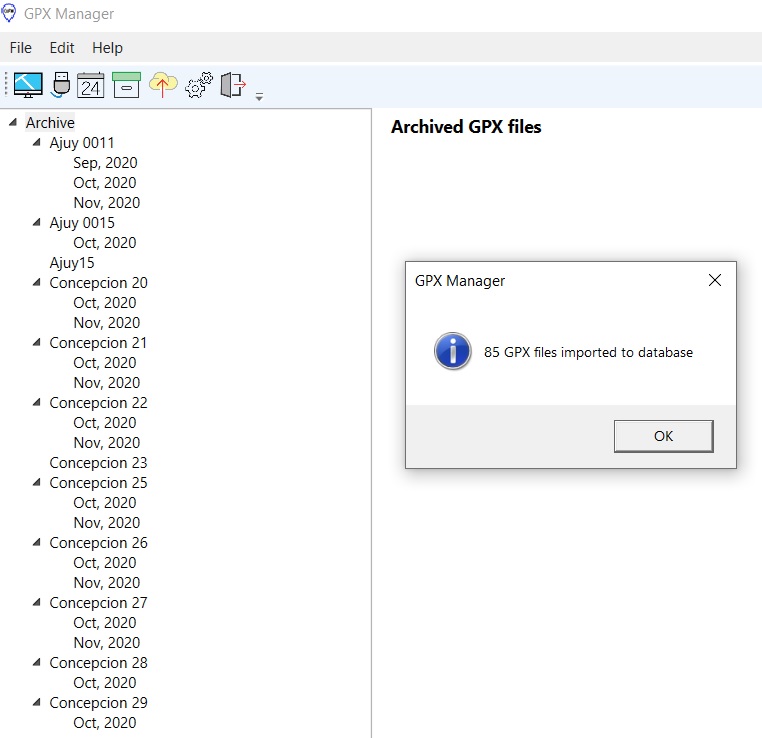 GPX Manager
File Edit Help
24
Archive
Ajuy 0011
Sep, 2020
Oct, 2020
Nov, 2020
Ajuy 0015
Oct, 2020
Ajuy15
Concepcion 20
Oct, 2020
Nov, 2020
Concepcion 21
Oct, 2020
Nov, 2020
Concepcion 22
Oct, 2020
Nov, 2020
Concepcion 23
Concepcion 25
Oct, 2020
Nov, 2020
Concepcion 26
Oct, 2020
Nov, 2020
Concepcion 27
Oct, 2020
Nov, 2020
Concepcion 28
Oct, 2020
Concepcion 29
Oct, 2020
Archived GPX files
GPX Manager
85 GPX files imported to database
OK